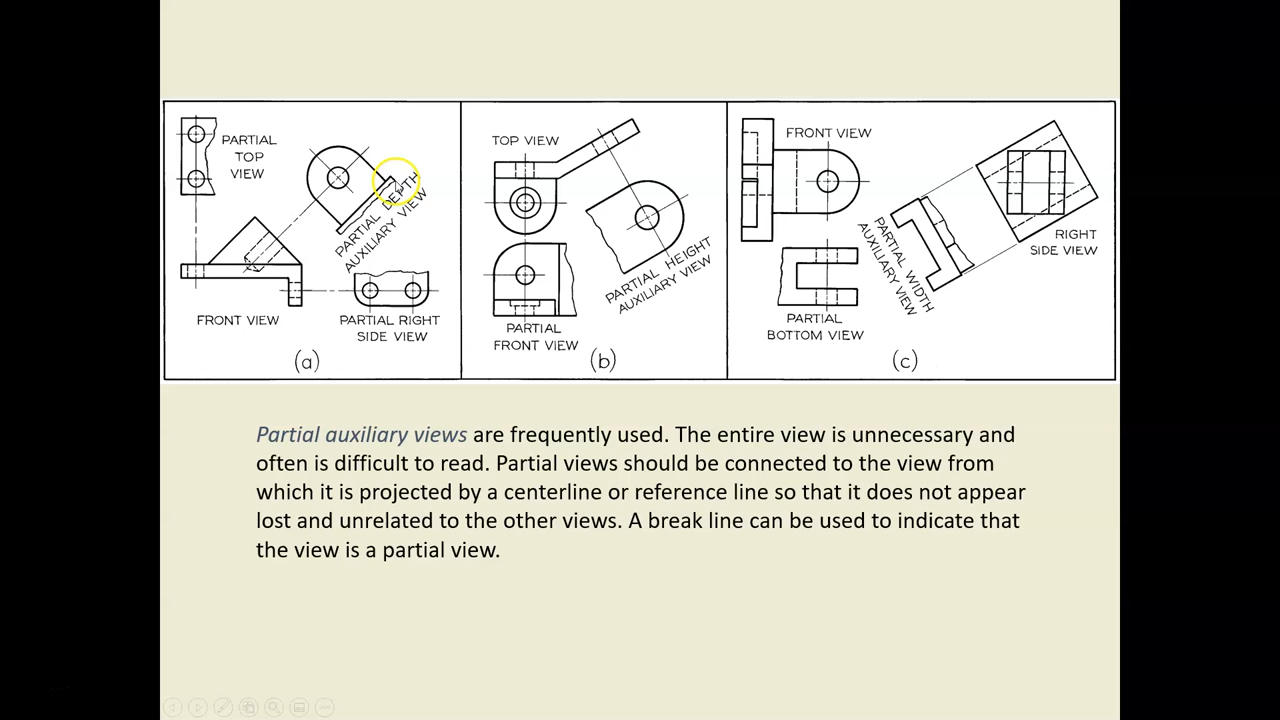 PARTIAL
TOP
VIEW
PARTIAL DEPTH
AUXILIARY VIEW
FRONT VIEW
PARTIAL RIGHT
SIDE VIEW
(a)
TOP VIEW
PARTIAL HEIGHT
AUXILIARY VIEW
PARTIAL
FRONT VIEW
(b)
FRONT VIEW
PARTIAL WIDTH
AUXILIARY VIEW
RIGHT
SIDE VIEW
PARTIAL
BOTTOM VIEW
(c)
Partial auxiliary views are frequently used. The entire view is unnecessary and
often is difficult to read. Partial views should be connected to the view from
which it is projected by a centerline or reference line so that it does not appear
lost and unrelated to the other views. A break line can be used to indicate that
the view is a partial view.